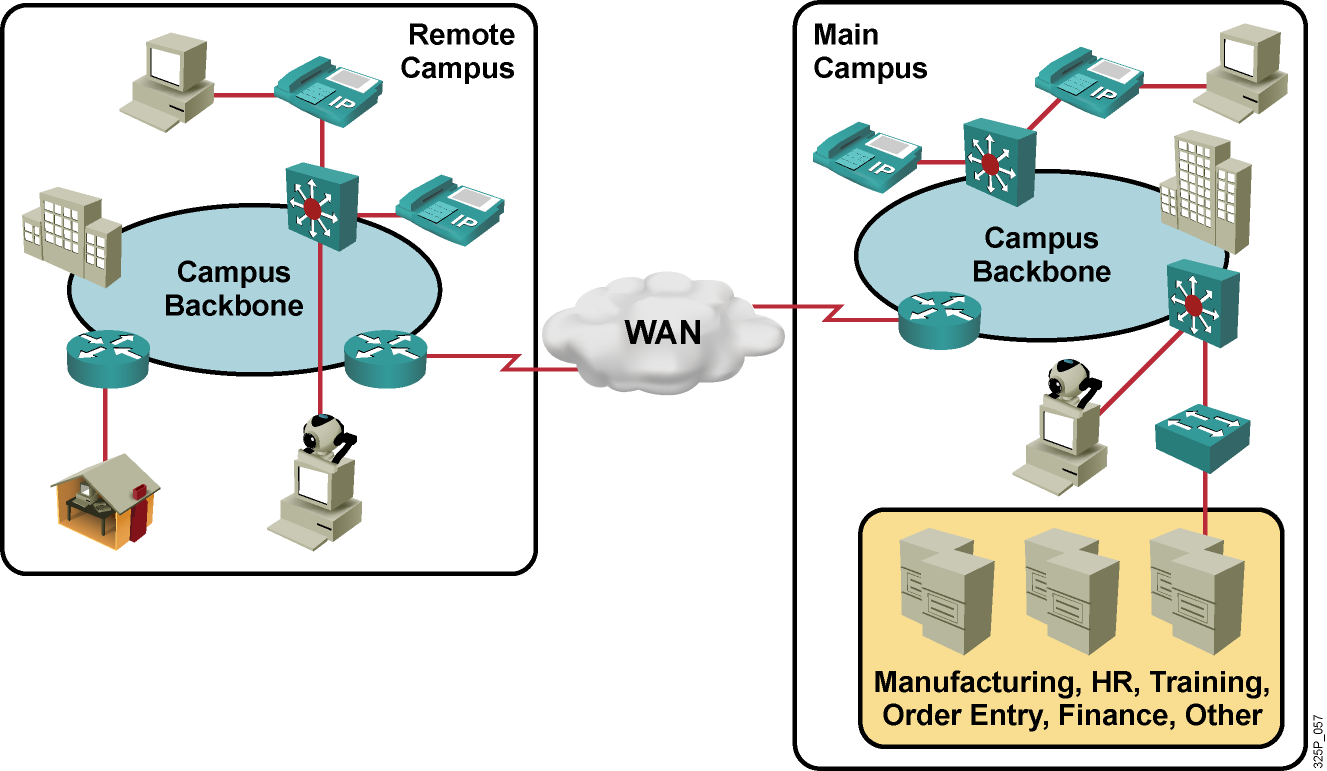 Remote
Campus
IP
IP
Campus
Backbone
WAN
Main
Campus
IP
IP
Campus
Backbone
Manufacturing, HR, Training,
Order Entry, Finance, Other
325P_057